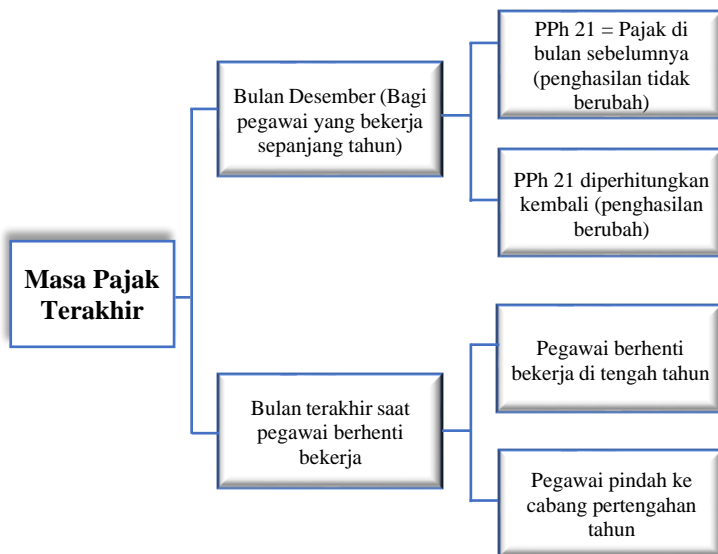 Masa Pajak
Terakhir
Bulan Desember (Bagi
pegawai yang bekerja
sepanjang tahun)
PPh 21 = Pajak di
bulan sebelumnya
(penghasilan tidak
berubah)
PPh 21 diperhitungkan
kembali (penghasilan
berubah)
Bulan terakhir saat
pegawai berhenti
bekerja
Pegawai berhenti
bekerja di tengah tahun
Pegawai pindah ke
cabang pertengahan
tahun